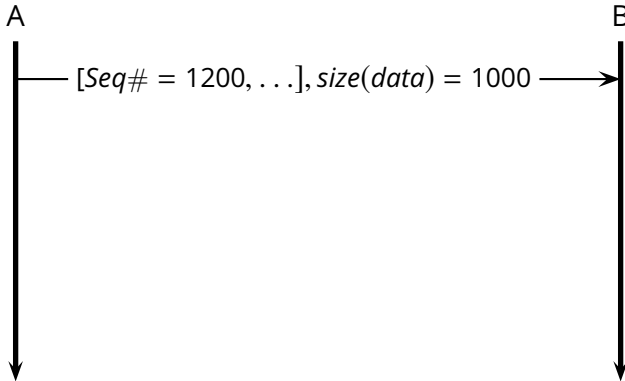 A B
[Seq# = 1200, . . .], size(data) = 1000